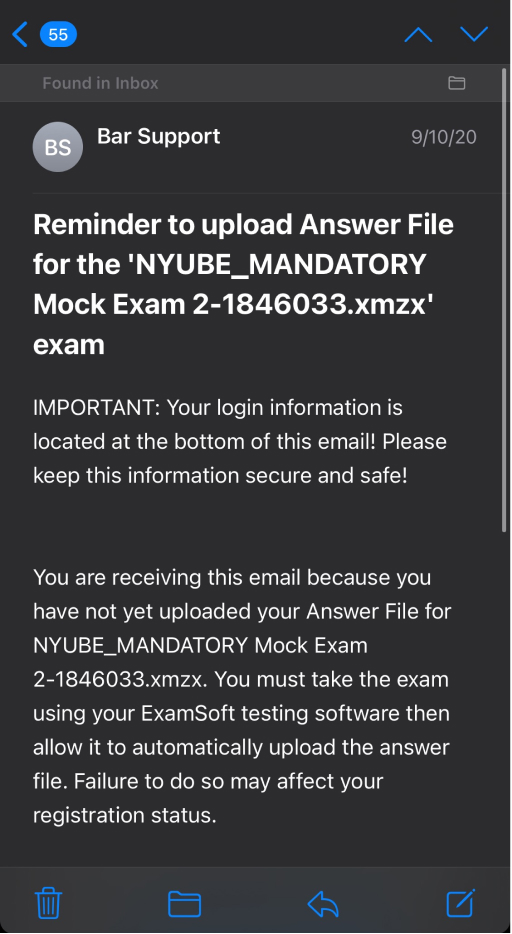 55
Found in Inbox
BS
Bar Support
9/10/20
Reminder to upload Answer File
for the 'NYUBE_MANDATORY
Mock Exam 2-1846033.xmzx'
exam
IMPORTANT: Your login information is
located at the bottom of this email! Please
keep this information secure and safe!
You are receiving this email because you
have not yet uploaded your Answer File for
NYUBE_MANDATORY Mock Exam
2-1846033.xmzx. You must take the exam
using your ExamSoft testing software then
allow it to automatically upload the answer
file. Failure to do so may affect your
registration status.